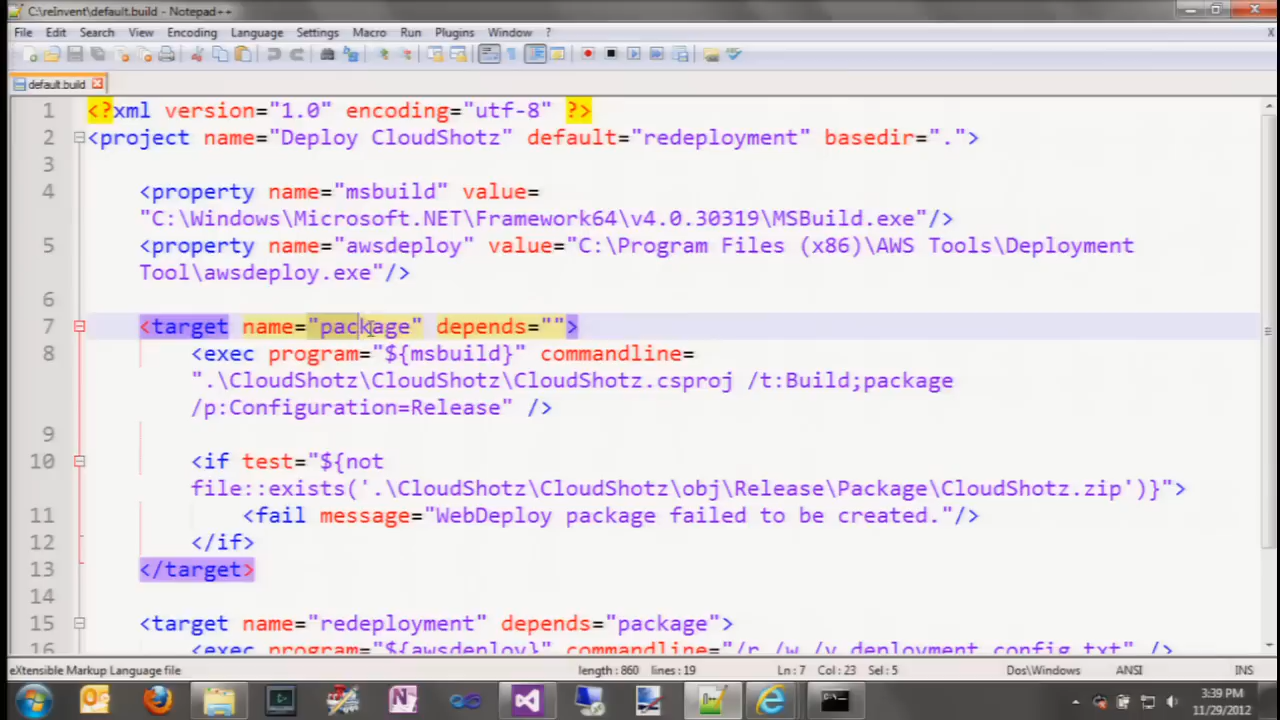 C:\reInvent\default.build - Notepad++
File Edit Search View Encoding Language Settings Macro Run Plugins Window ?
X
default.build
1 <?xml version="1.0" encoding="utf-8" ?>
2 <project name="Deploy CloudShotz" default="redeployment" basedir=".">
3
4 <property name="msbuild" value=
"C:\Windows\Microsoft.NET\Framework64\v4.0.30319\MSBuild.exe"/>
5 <property name="awsdeploy" value="C:\Program Files (x86)\AWS Tools\Deployment
Tool\awsdeploy.exe"/>
6
7 <target name="package" depends="">
8 <exec program="${msbuild}" commandline=
".\CloudShotz\CloudShotz\CloudShotz.csproj /t:Build;package
/p:Configuration=Release" />
9
10 <if test="${not
file::exists('.\CloudShotz\CloudShotz\obj\Release\Package\CloudShotz.zip')}">
11 <fail message="WebDeploy package failed to be created."/>
12 </if>
13 </target>
14
15 <target name="redeployment" depends="package">
16 <exec program="${awsdeploy}" commandline="/r /w /v deployment_config.txt" />
eXtensible Markup Language file length : 860 lines : 19 Ln : 7 Col : 23 Sel : 5 Dos\Windows ANSI INS
3:39 PM
11/29/2012